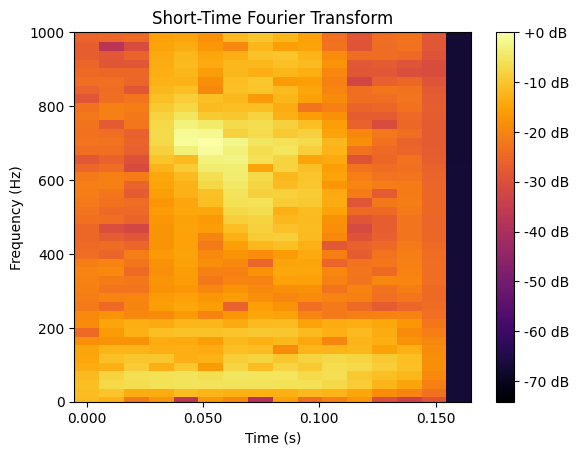 Short-Time Fourier Transform
1000
800
600
400
200
0
Frequency (Hz)
0.000
0.050
0.100
0.150
Time (s)
+0 dB
-10 dB
-20 dB
-30 dB
-40 dB
-50 dB
-60 dB
-70 dB